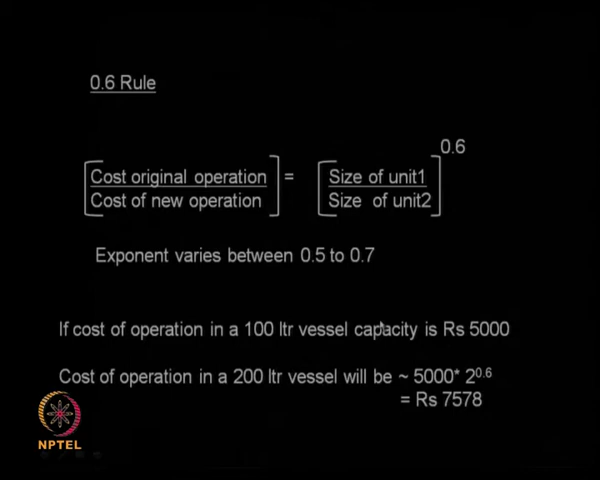 0.6 Rule
0.6
Cost original operation = Size of unit1
Cost of new operation Size of unit2
Exponent varies between 0.5 to 0.7
If cost of operation in a 100 ltr vessel capacity is Rs 5000
Cost of operation in a 200 ltr vessel will be ~ 5000* 2^0.6
= Rs 7578
NPTEL